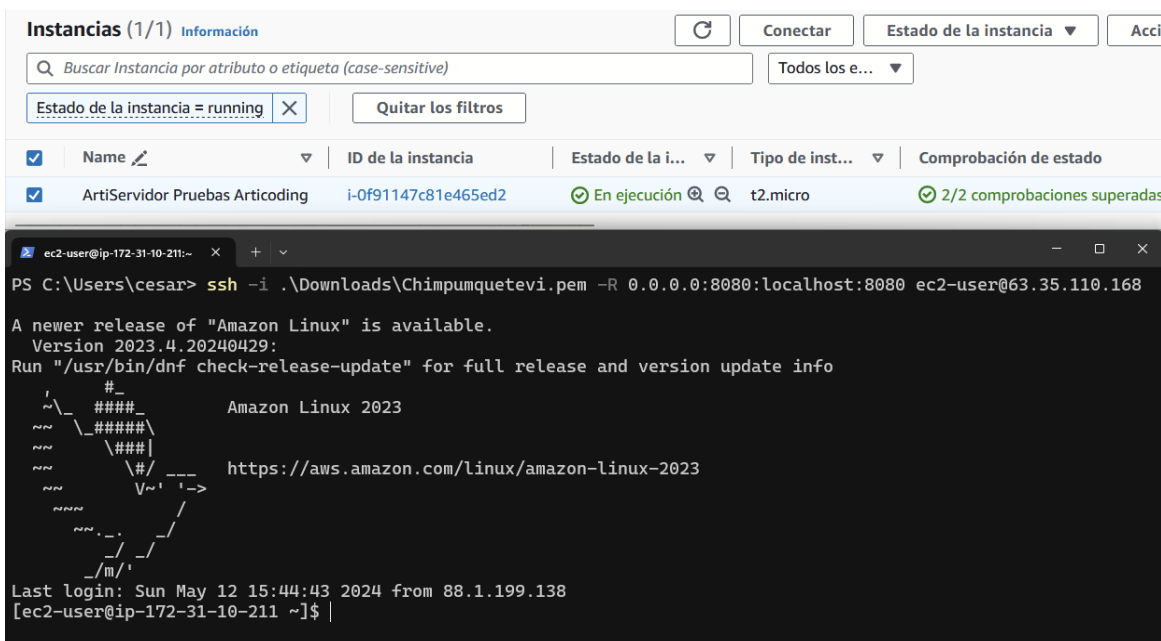 Instancias (1/1) Información
Conectar
Estado de la instancia
Acci
Buscar Instancia por atributo o etiqueta (case-sensitive)
Todos los e...
Estado de la instancia = running
Quitar los filtros
Name
ID de la instancia
Estado de la i...
Tipo de inst...
Comprobación de estado
ArtiServidor Pruebas Articoding
i-0f91147c81e465ed2
En ejecución
t2.micro
2/2 comprobaciones superadas
ec2-user@ip-172-31-10-211:~
PS C:\Users\cesar> ssh -i .\Downloads\Chimpumquetevi.pem -R 0.0.0.0:8080:localhost:8080 ec2-user@63.35.110.168
A newer release of "Amazon Linux" is available.
  Version 2023.4.20240429:
Run "/usr/bin/dnf check-release-update" for full release and version update info
   ,     #_
   ~\_  ####_        Amazon Linux 2023
  ~~  \_#####\
  ~~     \###|
  ~~       \#/ ___   https://aws.amazon.com/linux/amazon-linux-2023
   ~~       V~' '->
    ~~~         /
      ~~._.   _/
         _/ _/
       _/m/'
Last login: Sun May 12 15:44:43 2024 from 88.1.199.138
[ec2-user@ip-172-31-10-211 ~]$